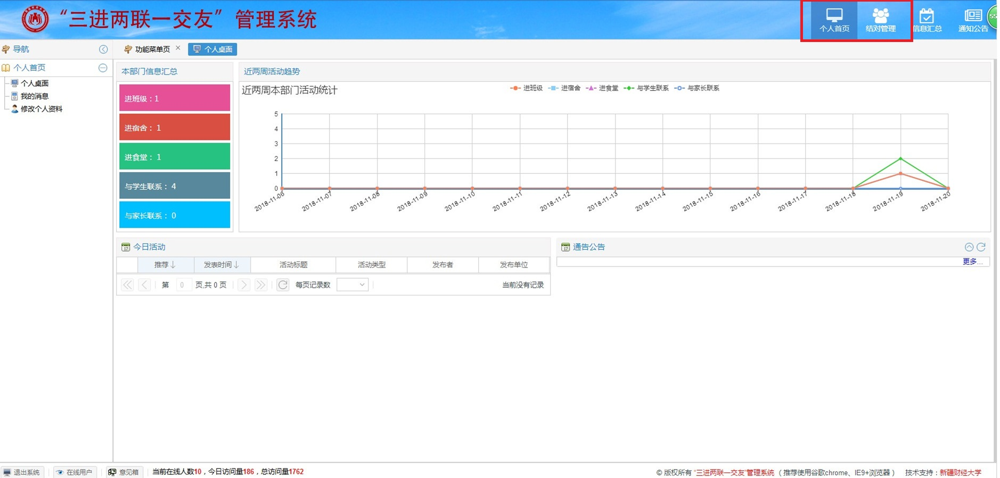 “三进两联一交友”管理系统
个人首页
结对管理
信息汇总
通知公告
55
导航
功能菜单页 ×
个人桌面
个人首页
个人桌面
我的消息
修改个人资料
本部门信息汇总
进班级：1
进宿舍： 1
进食堂： 1
与学生联系： 4
与家长联系： 0
近两周活动趋势
近两周本部门活动统计
进班级 进宿舍 进食堂 与学生联系 与家长联系
5
4
3
2
1
0
2018-11-06 2018-11-07 2018-11-08 2018-11-09 2018-11-10 2018-11-11 2018-11-12 2018-11-13 2018-11-14 2018-11-15 2018-11-16 2018-11-17 2018-11-18 2018-11-19 2018-11-20
17 今日活动
推荐↓ 发表时间↓ 活动标题 活动类型 发布者 发布单位
第 0 页,共 0 页 每页记录数 当前没有记录
17 通告公告
更多...
退出系统 在线用户 意见箱 当前在线人数10，今日访问量186，总访问量1762
© 版权所有 “三进两联一交友”管理系统 （ 推荐使用谷歌chrome、IE9+浏览器 ） 技术支持：新疆财经大学